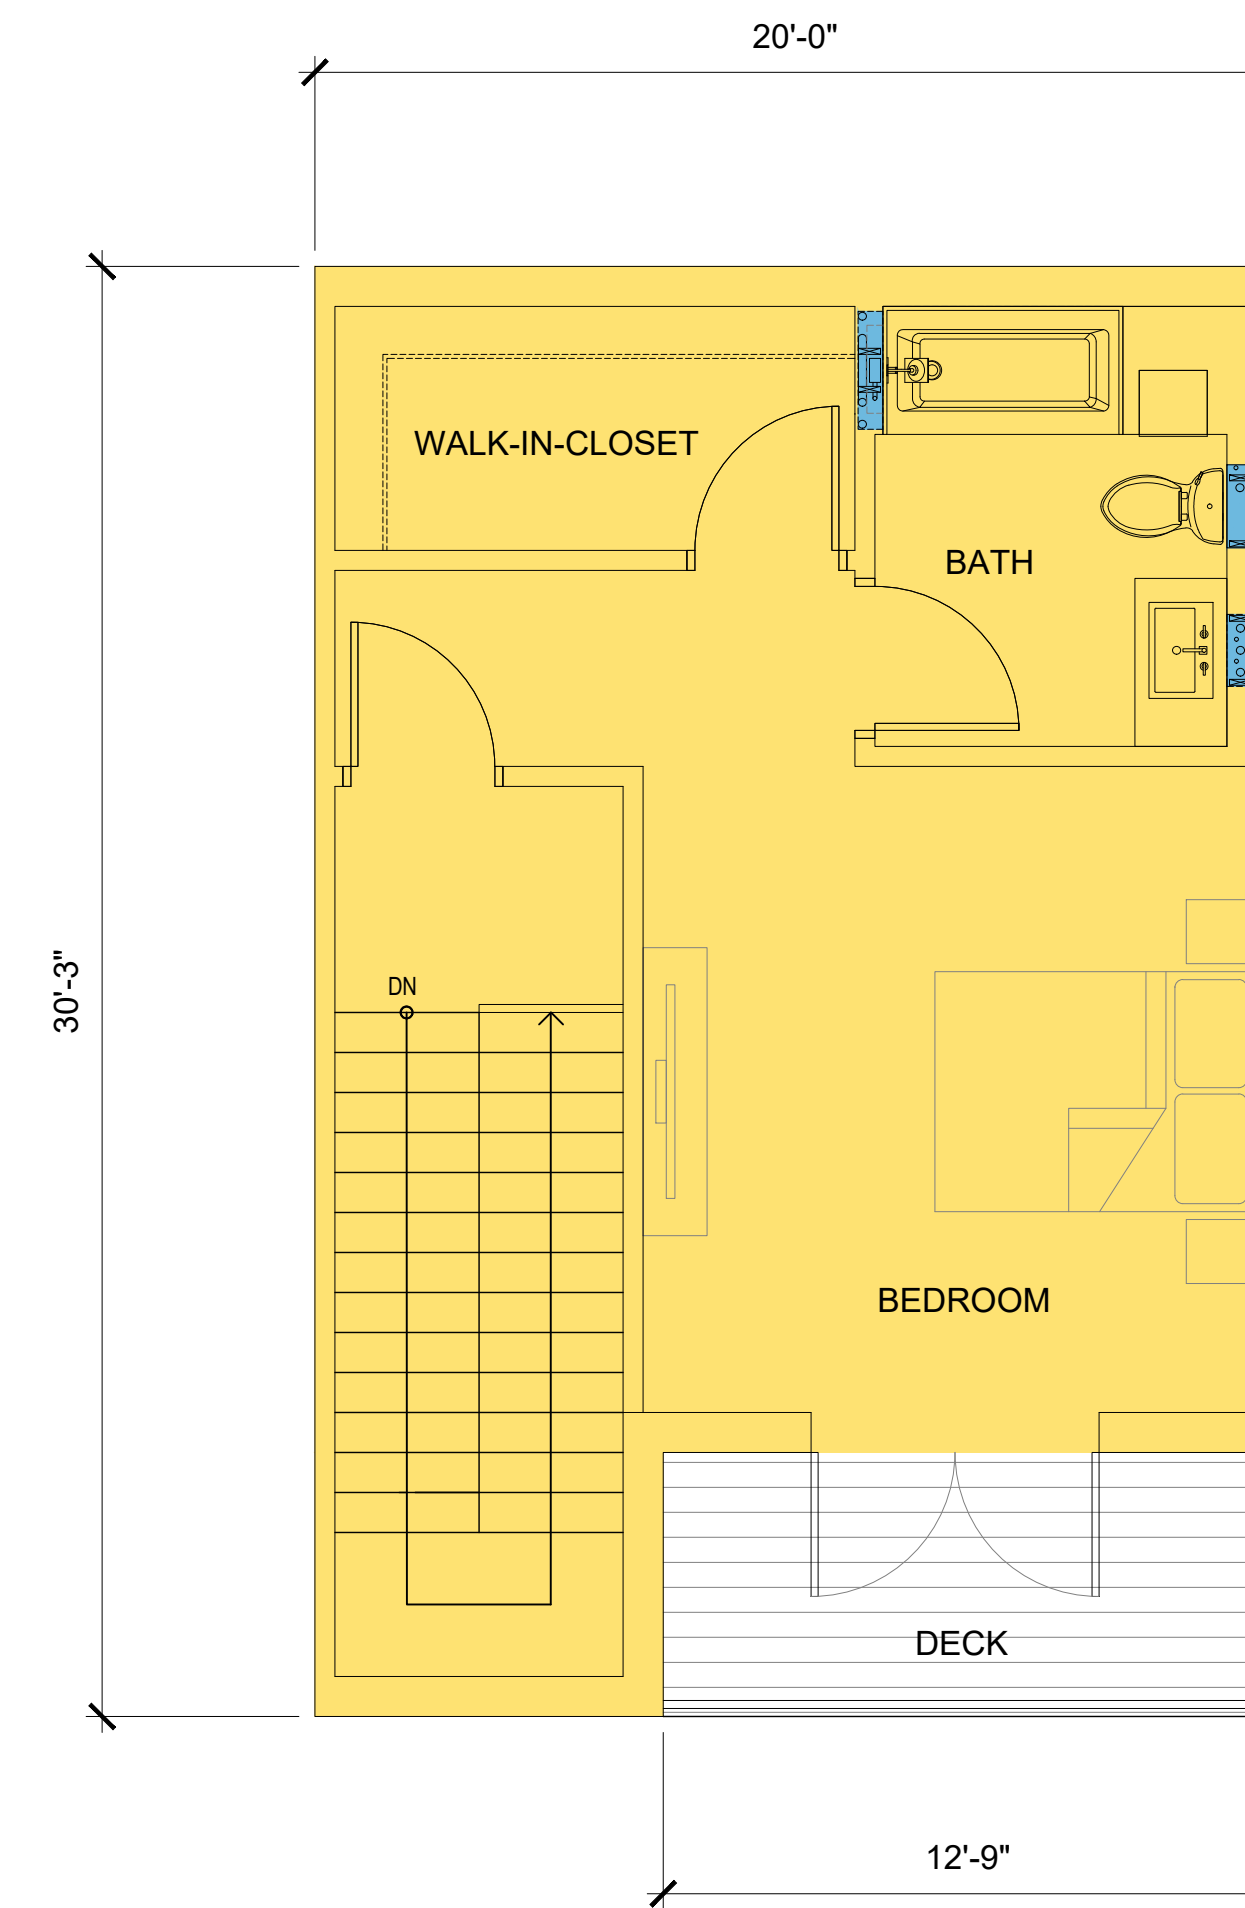 20'-0"
WALK-IN-CLOSET
BATH
30'-3"
DN
BEDROOM
DECK
12'-9"